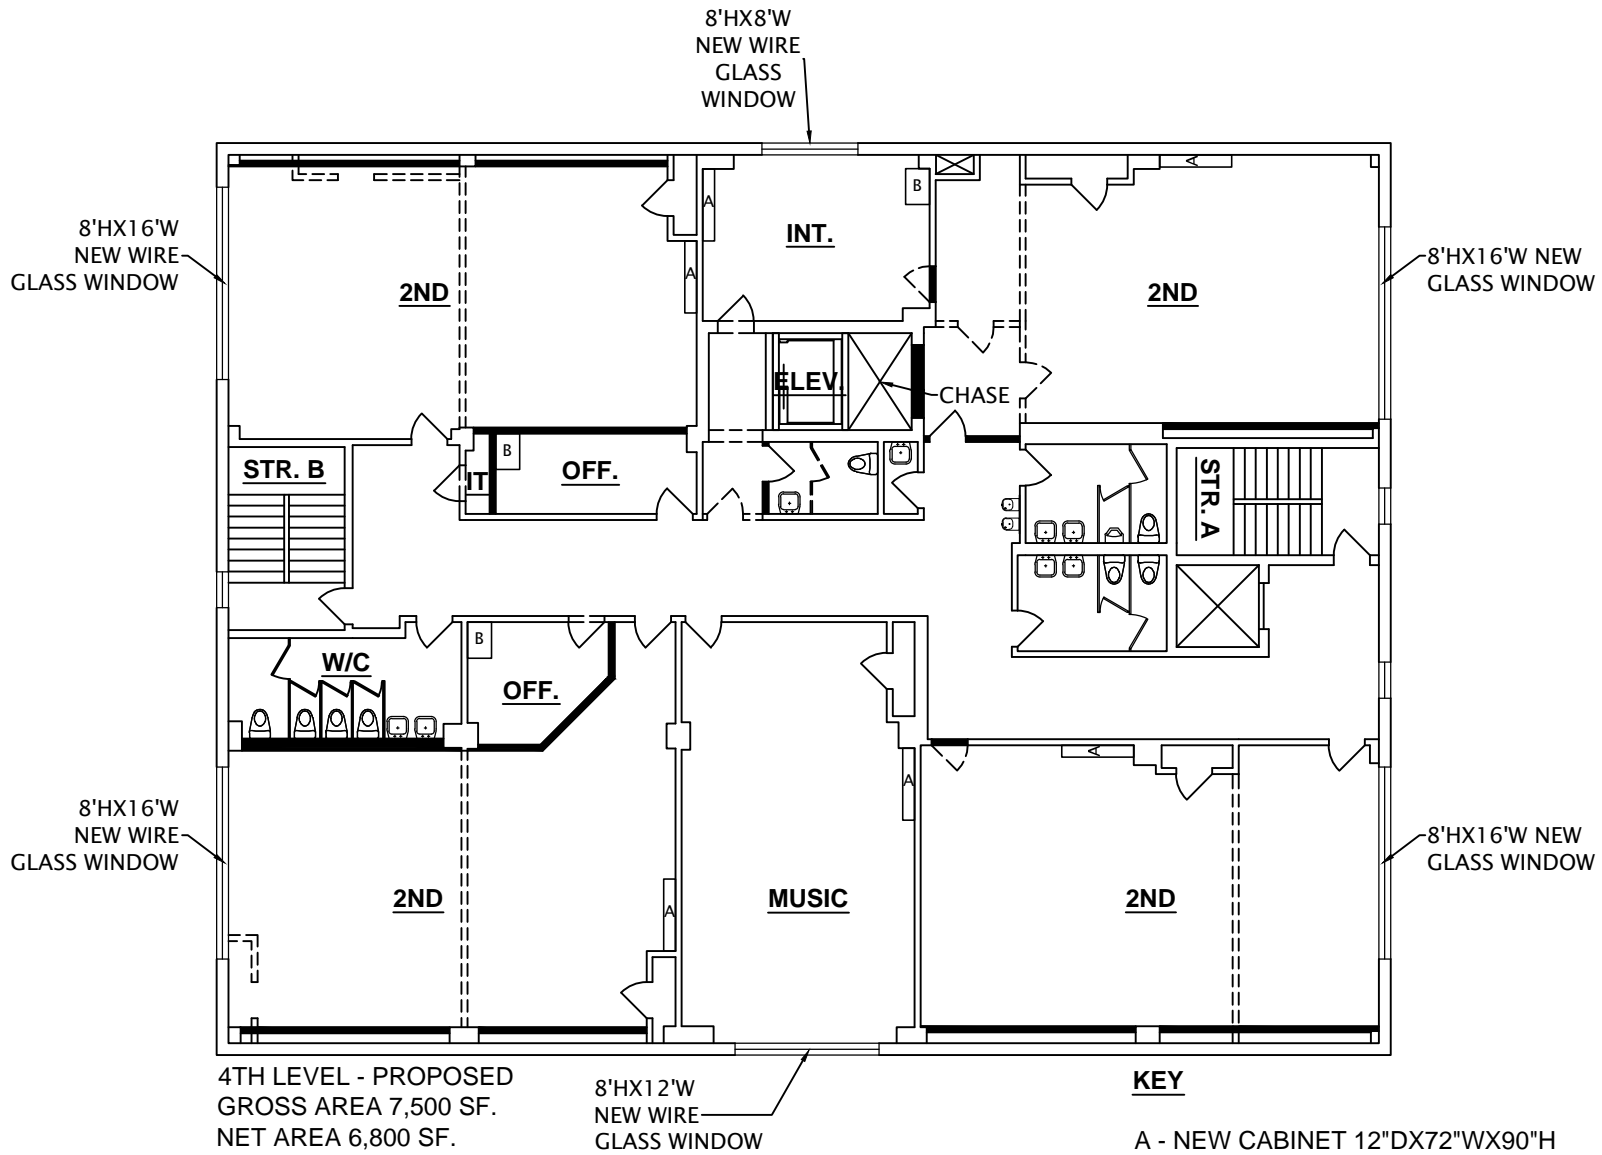 8'HX8'W
NEW WIRE
GLASS
WINDOW
8'HX16'W
NEW WIRE
GLASS WINDOW
A
B
INT.
A
A
2ND
2ND
8'HX16'W NEW
GLASS WINDOW
ELEV.
CHASE
STR. B
IT
B
OFF.
STR. A
W/C
B
OFF.
8'HX16'W
NEW WIRE
GLASS WINDOW
A
A
A
2ND
MUSIC
2ND
8'HX16'W NEW
GLASS WINDOW
4TH LEVEL - PROPOSED
GROSS AREA 7,500 SF.
NET AREA 6,800 SF.
8'HX12'W
NEW WIRE
GLASS WINDOW
KEY
A - NEW CABINET 12"DX72"WX90"H